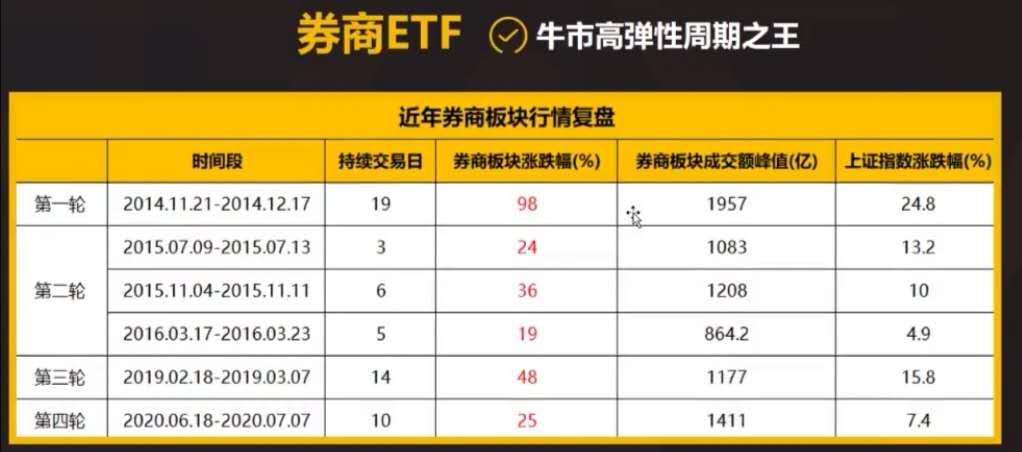 券商ETF 牛市高弹性周期之王
近年券商板块行情复盘
时间段 持续交易日 券商板块涨跌幅(%) 券商板块成交额峰值(亿) 上证指数涨跌幅(%)
第一轮 2014.11.21-2014.12.17 19 98 1957 24.8
2015.07.09-2015.07.13 3 24 1083 13.2
第二轮 2015.11.04-2015.11.11 6 36 1208 10
2016.03.17-2016.03.23 5 19 864.2 4.9
第三轮 2019.02.18-2019.03.07 14 48 1177 15.8
第四轮 2020.06.18-2020.07.07 10 25 1411 7.4